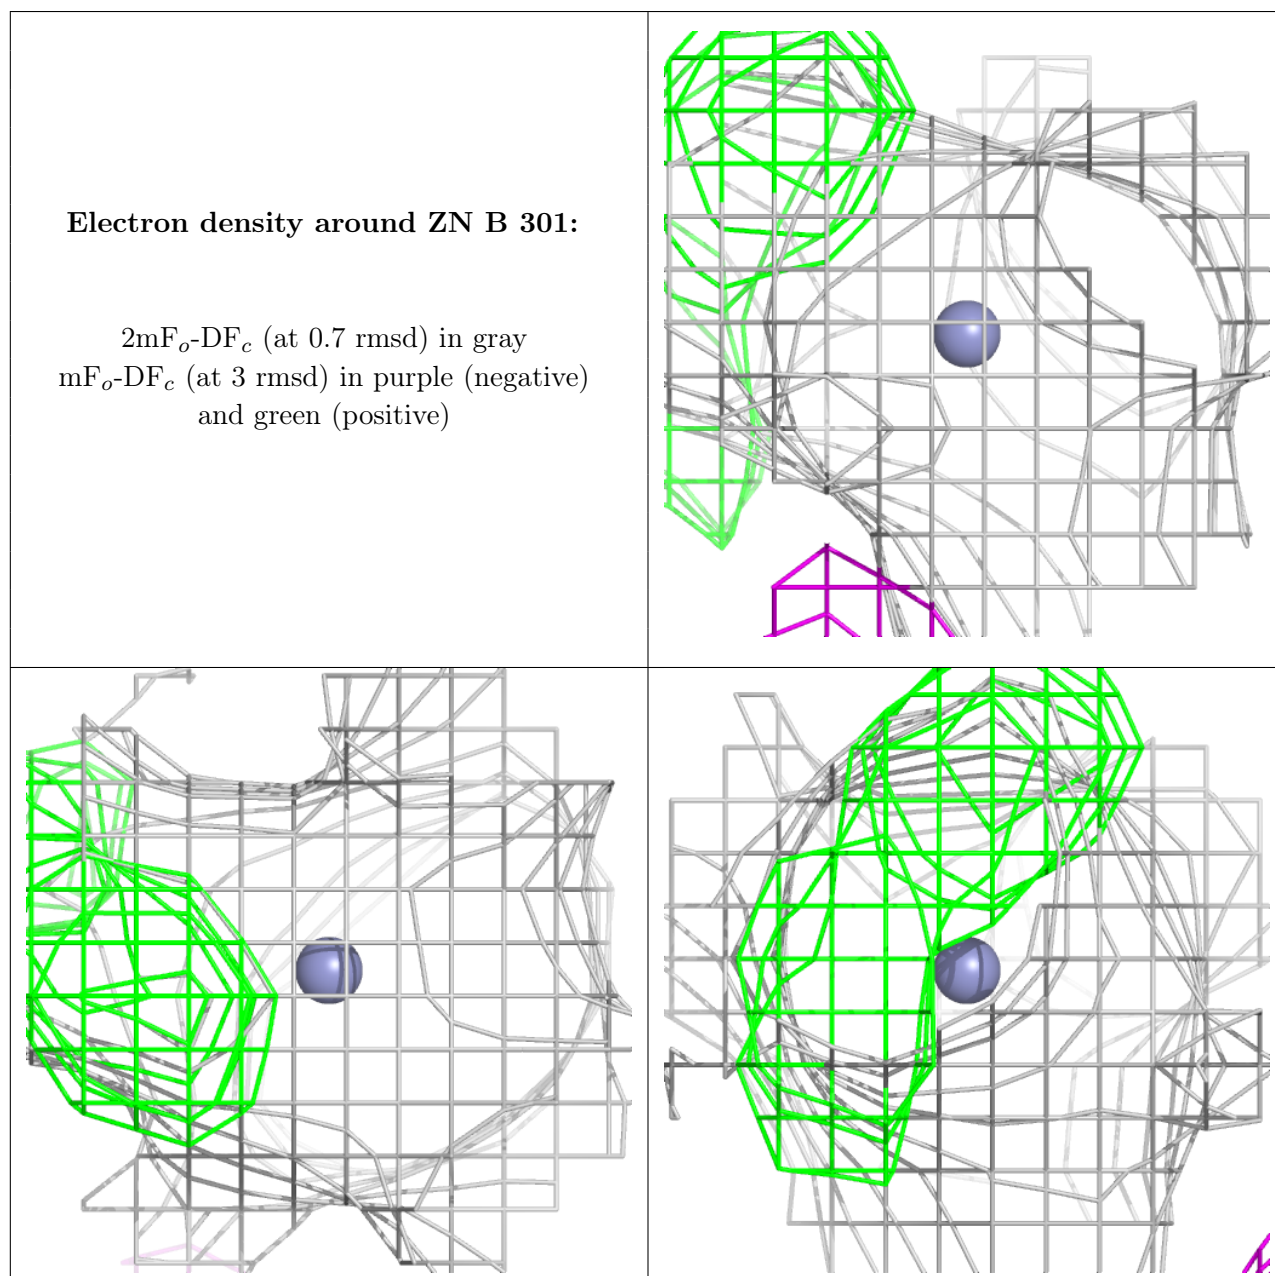 Electron density around ZN B 301:
2mFo-DFc (at 0.7 rmsd) in gray
mFo-DFc (at 3 rmsd) in purple (negative)
and green (positive)